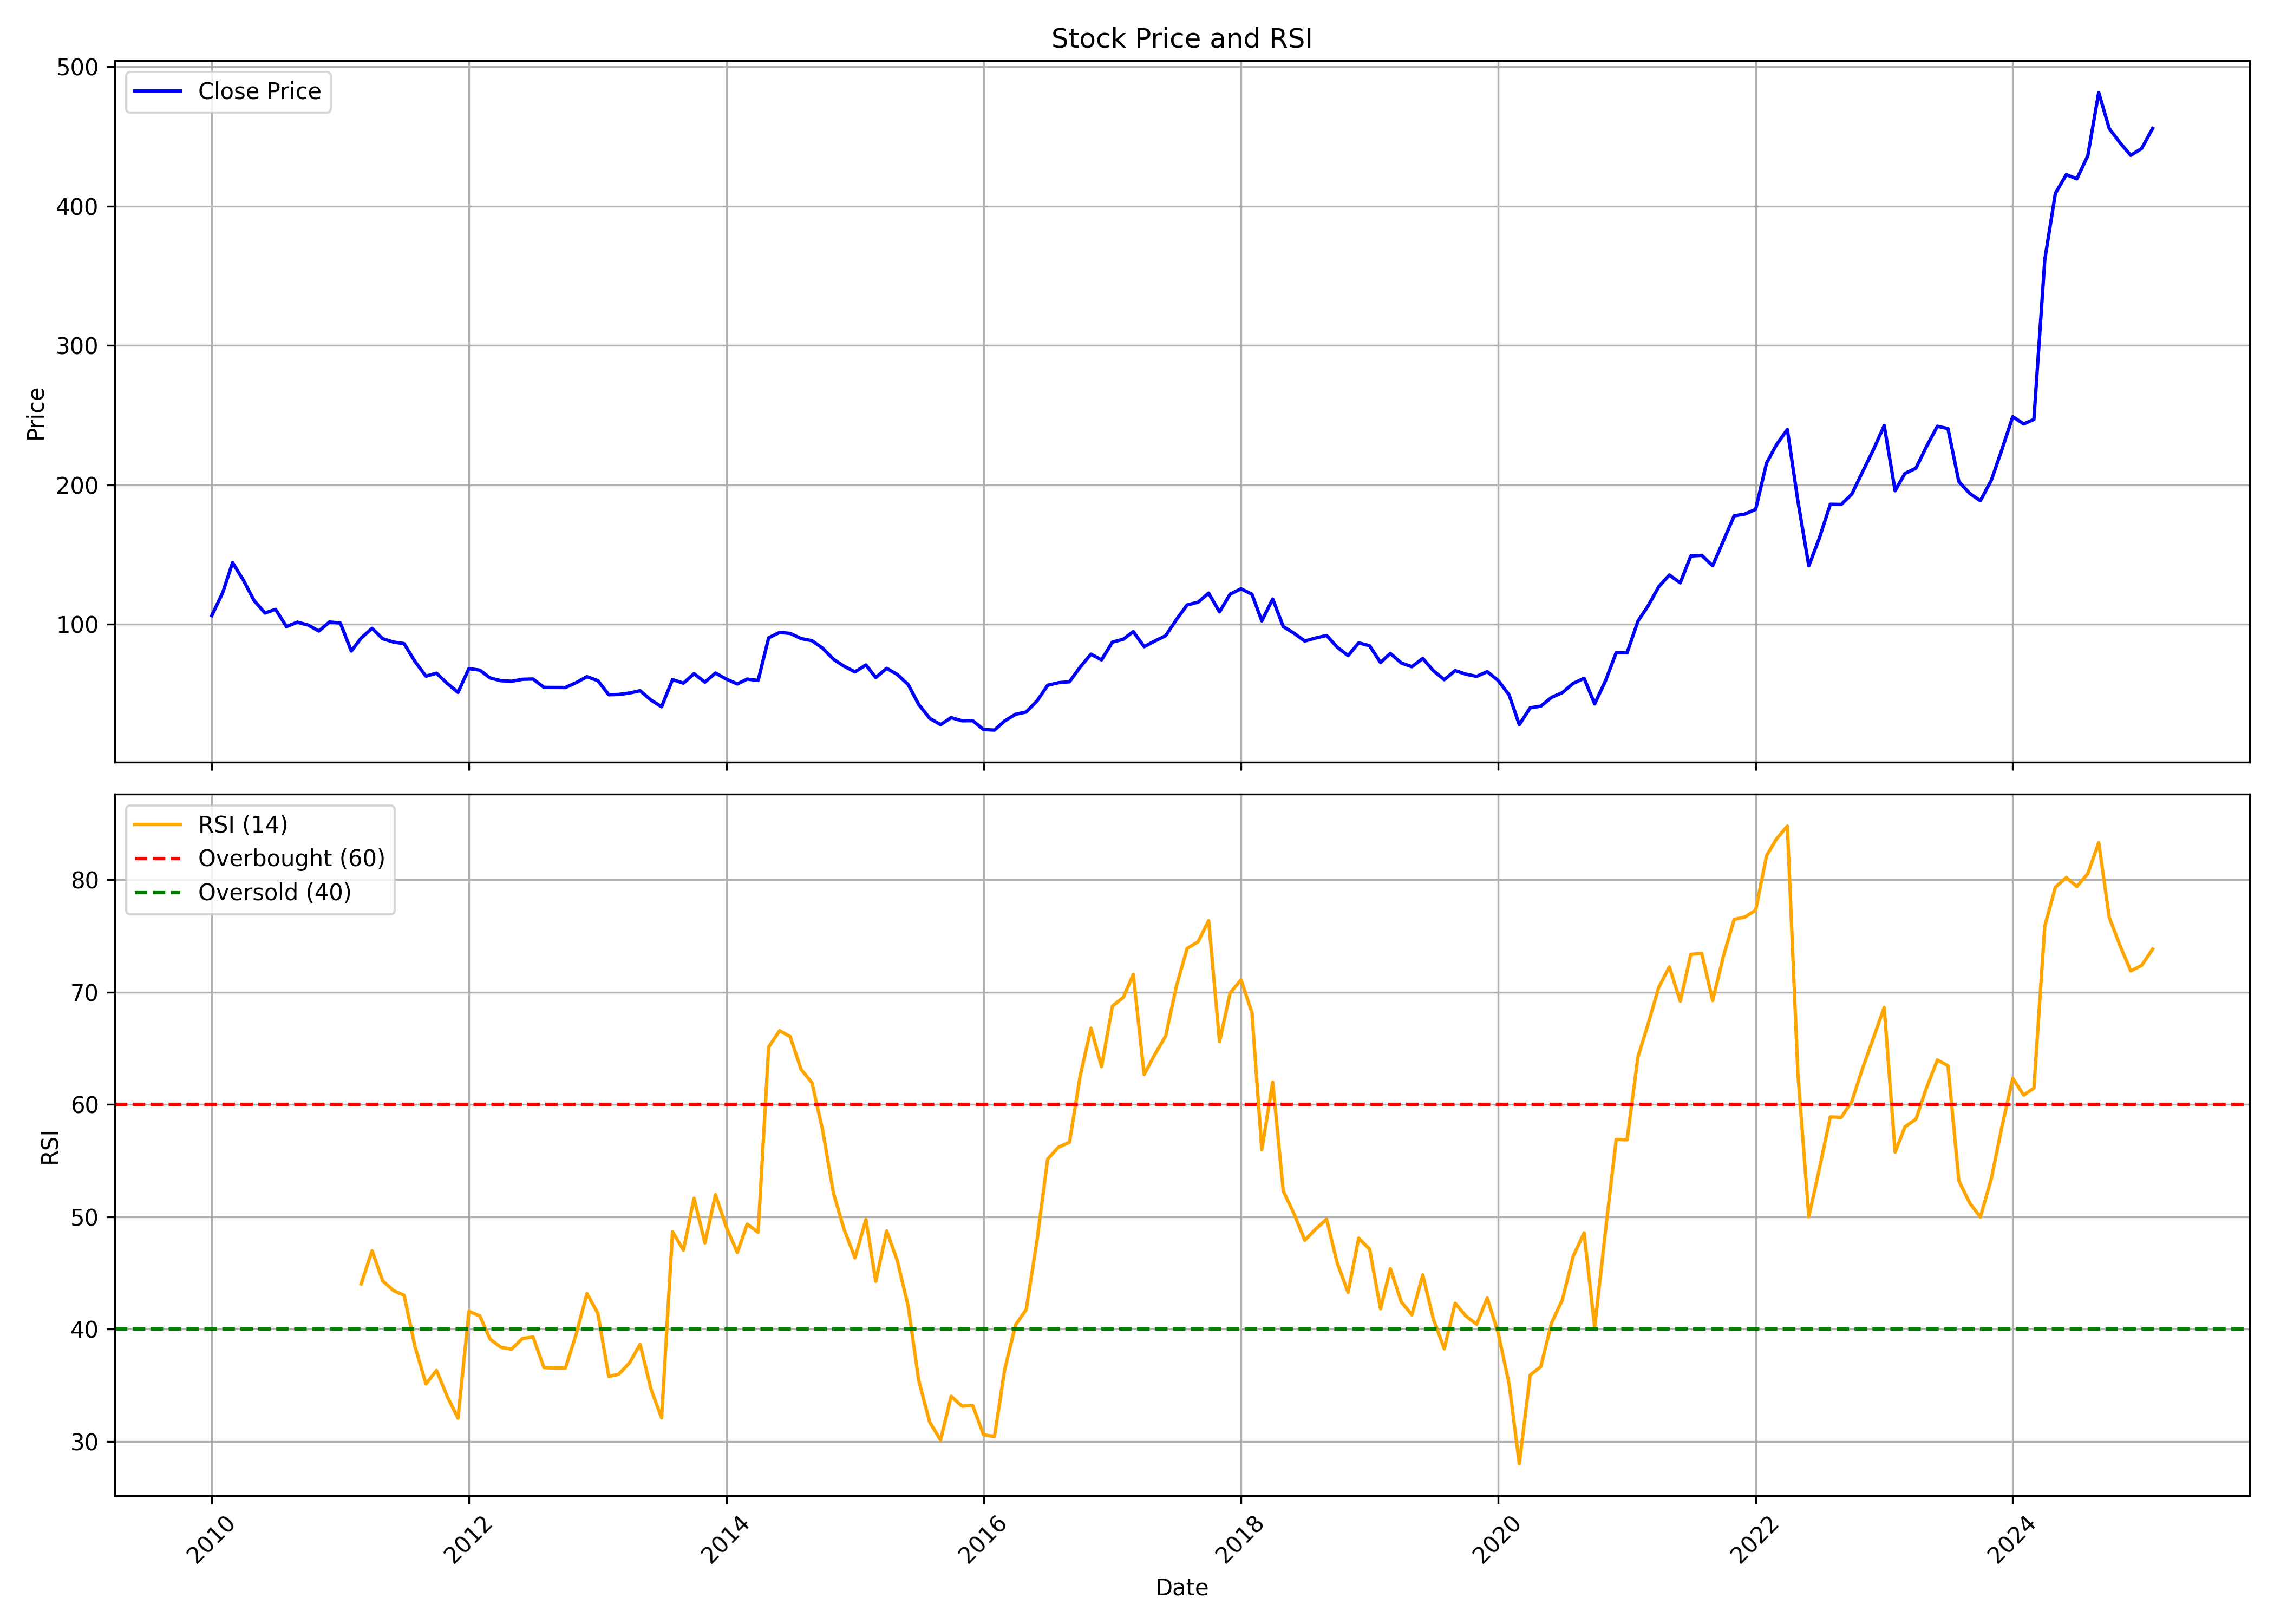 Stock Price and RSI
500
Close Price
400
300
200
100
Price
RSI (14)
Overbought (60)
Oversold (40)
80
70
60
50
40
30
RSI
2010
2012
2014
2016
2018
2020
2022
2024
Date